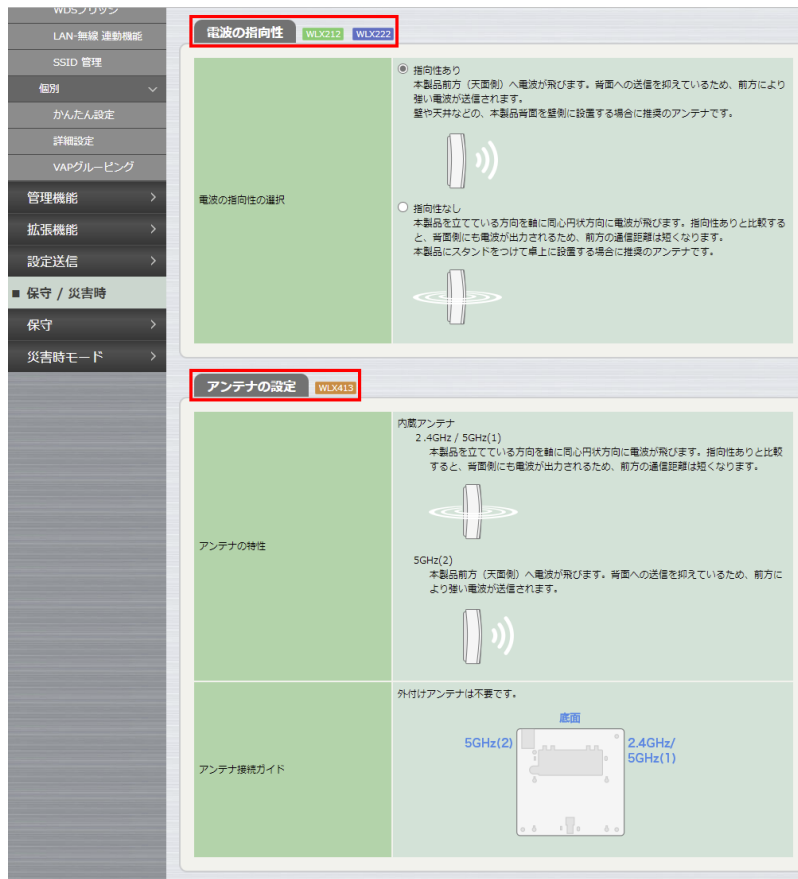 WDSブリッジ
LAN-無線 連動機能
SSID 管理
個別
かんたん設定
詳細設定
VAPグルーピング
管理機能
拡張機能
設定送信
■ 保守 / 災害時
保守
災害時モード
電波の指向性 WLX212 WLX222
電波の指向性の選択
指向性あり
本製品前方（天面側）へ電波が飛びます。背面への送信を抑えているため、前方により
強い電波が送信されます。
壁や天井などの、本製品背面を壁側に設置する場合に推奨のアンテナです。
指向性なし
本製品を立てている方向を軸に同心円状方向に電波が飛びます。指向性ありと比較する
と、背面側にも電波が出力されるため、前方の通信距離は短くなります。
本製品にスタンドをつけて卓上に設置する場合に推奨のアンテナです。
アンテナの設定 WLX413
アンテナの特性
内蔵アンテナ
2.4GHz / 5GHz(1)
本製品を立てている方向を軸に同心円状方向に電波が飛びます。指向性ありと比較
すると、背面側にも電波が出力されるため、前方の通信距離は短くなります。
5GHz(2)
本製品前方（天面側）へ電波が飛びます。背面への送信を抑えているため、前方に
より強い電波が送信されます。
アンテナ接続ガイド
外付けアンテナは不要です。
底面
5GHz(2)
2.4GHz/
5GHz(1)